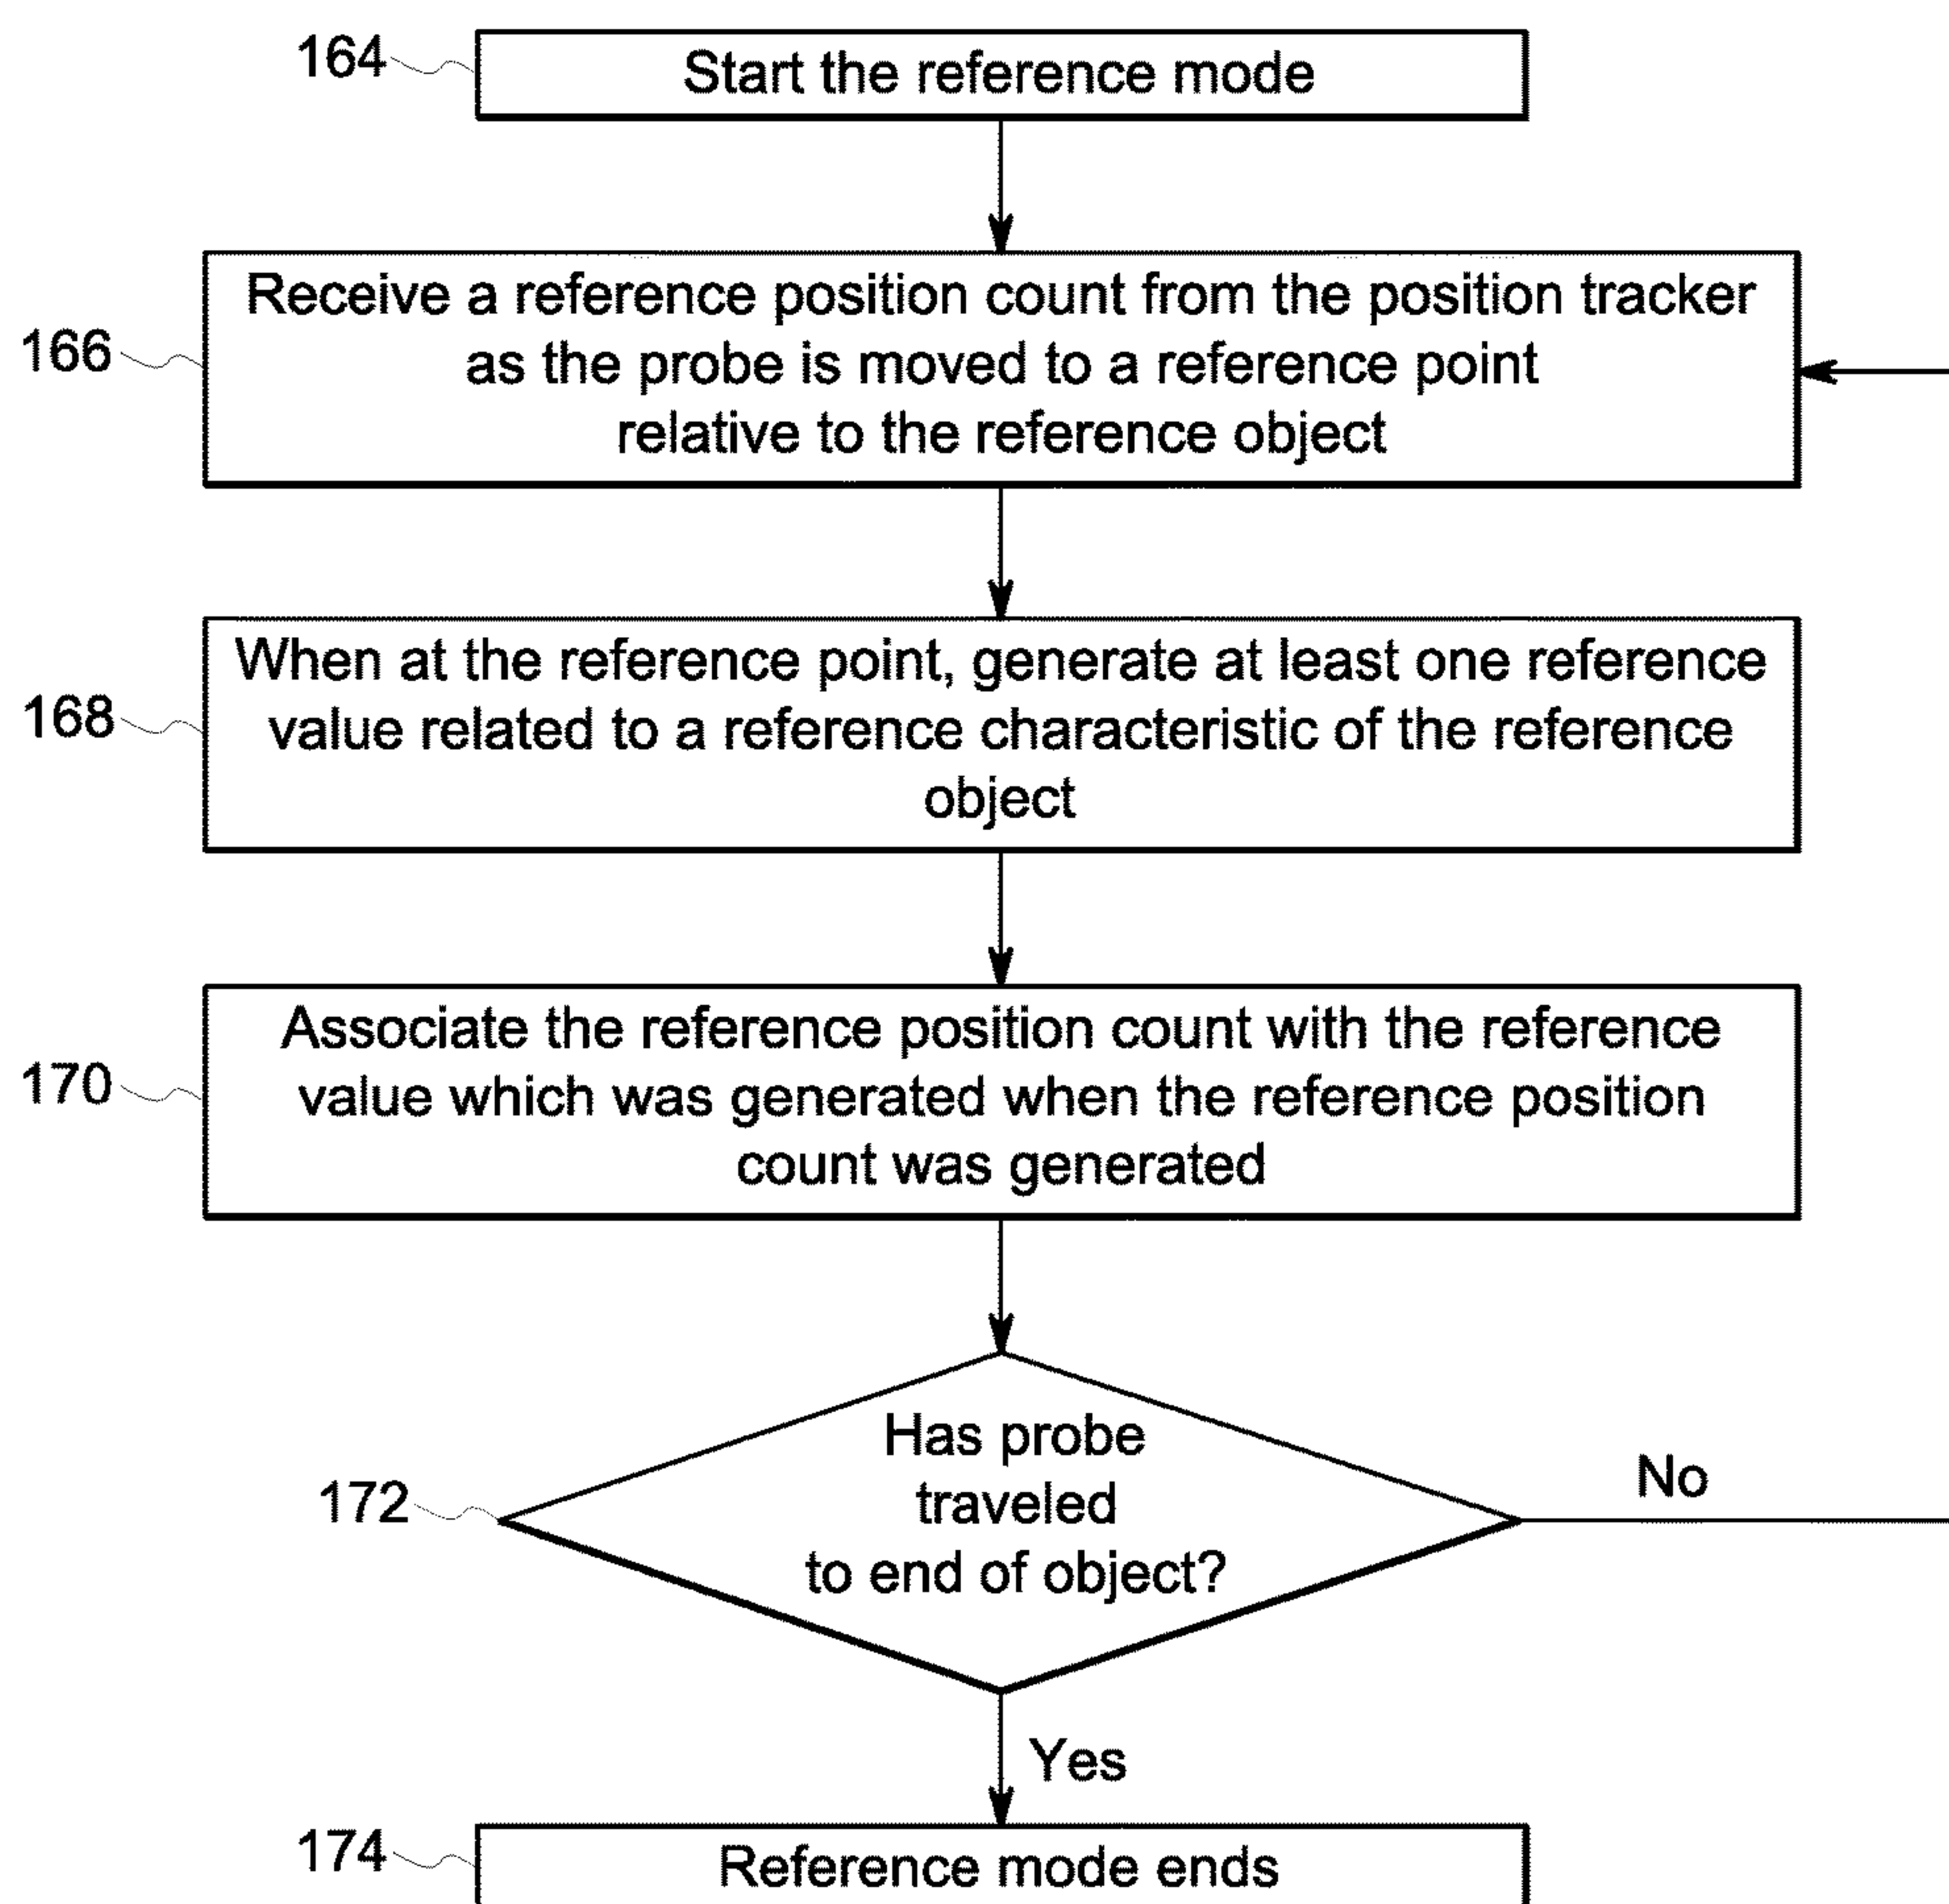 164
Start the reference mode
166
Receive a reference position count from the position tracker
as the probe is moved to a reference point
relative to the reference object
168
When at the reference point, generate at least one reference
value related to a reference characteristic of the reference
object
170
Associate the reference position count with the reference
value which was generated when the reference position
count was generated
172
Has probe
traveled
to end of object?
No
Yes
174
Reference mode ends